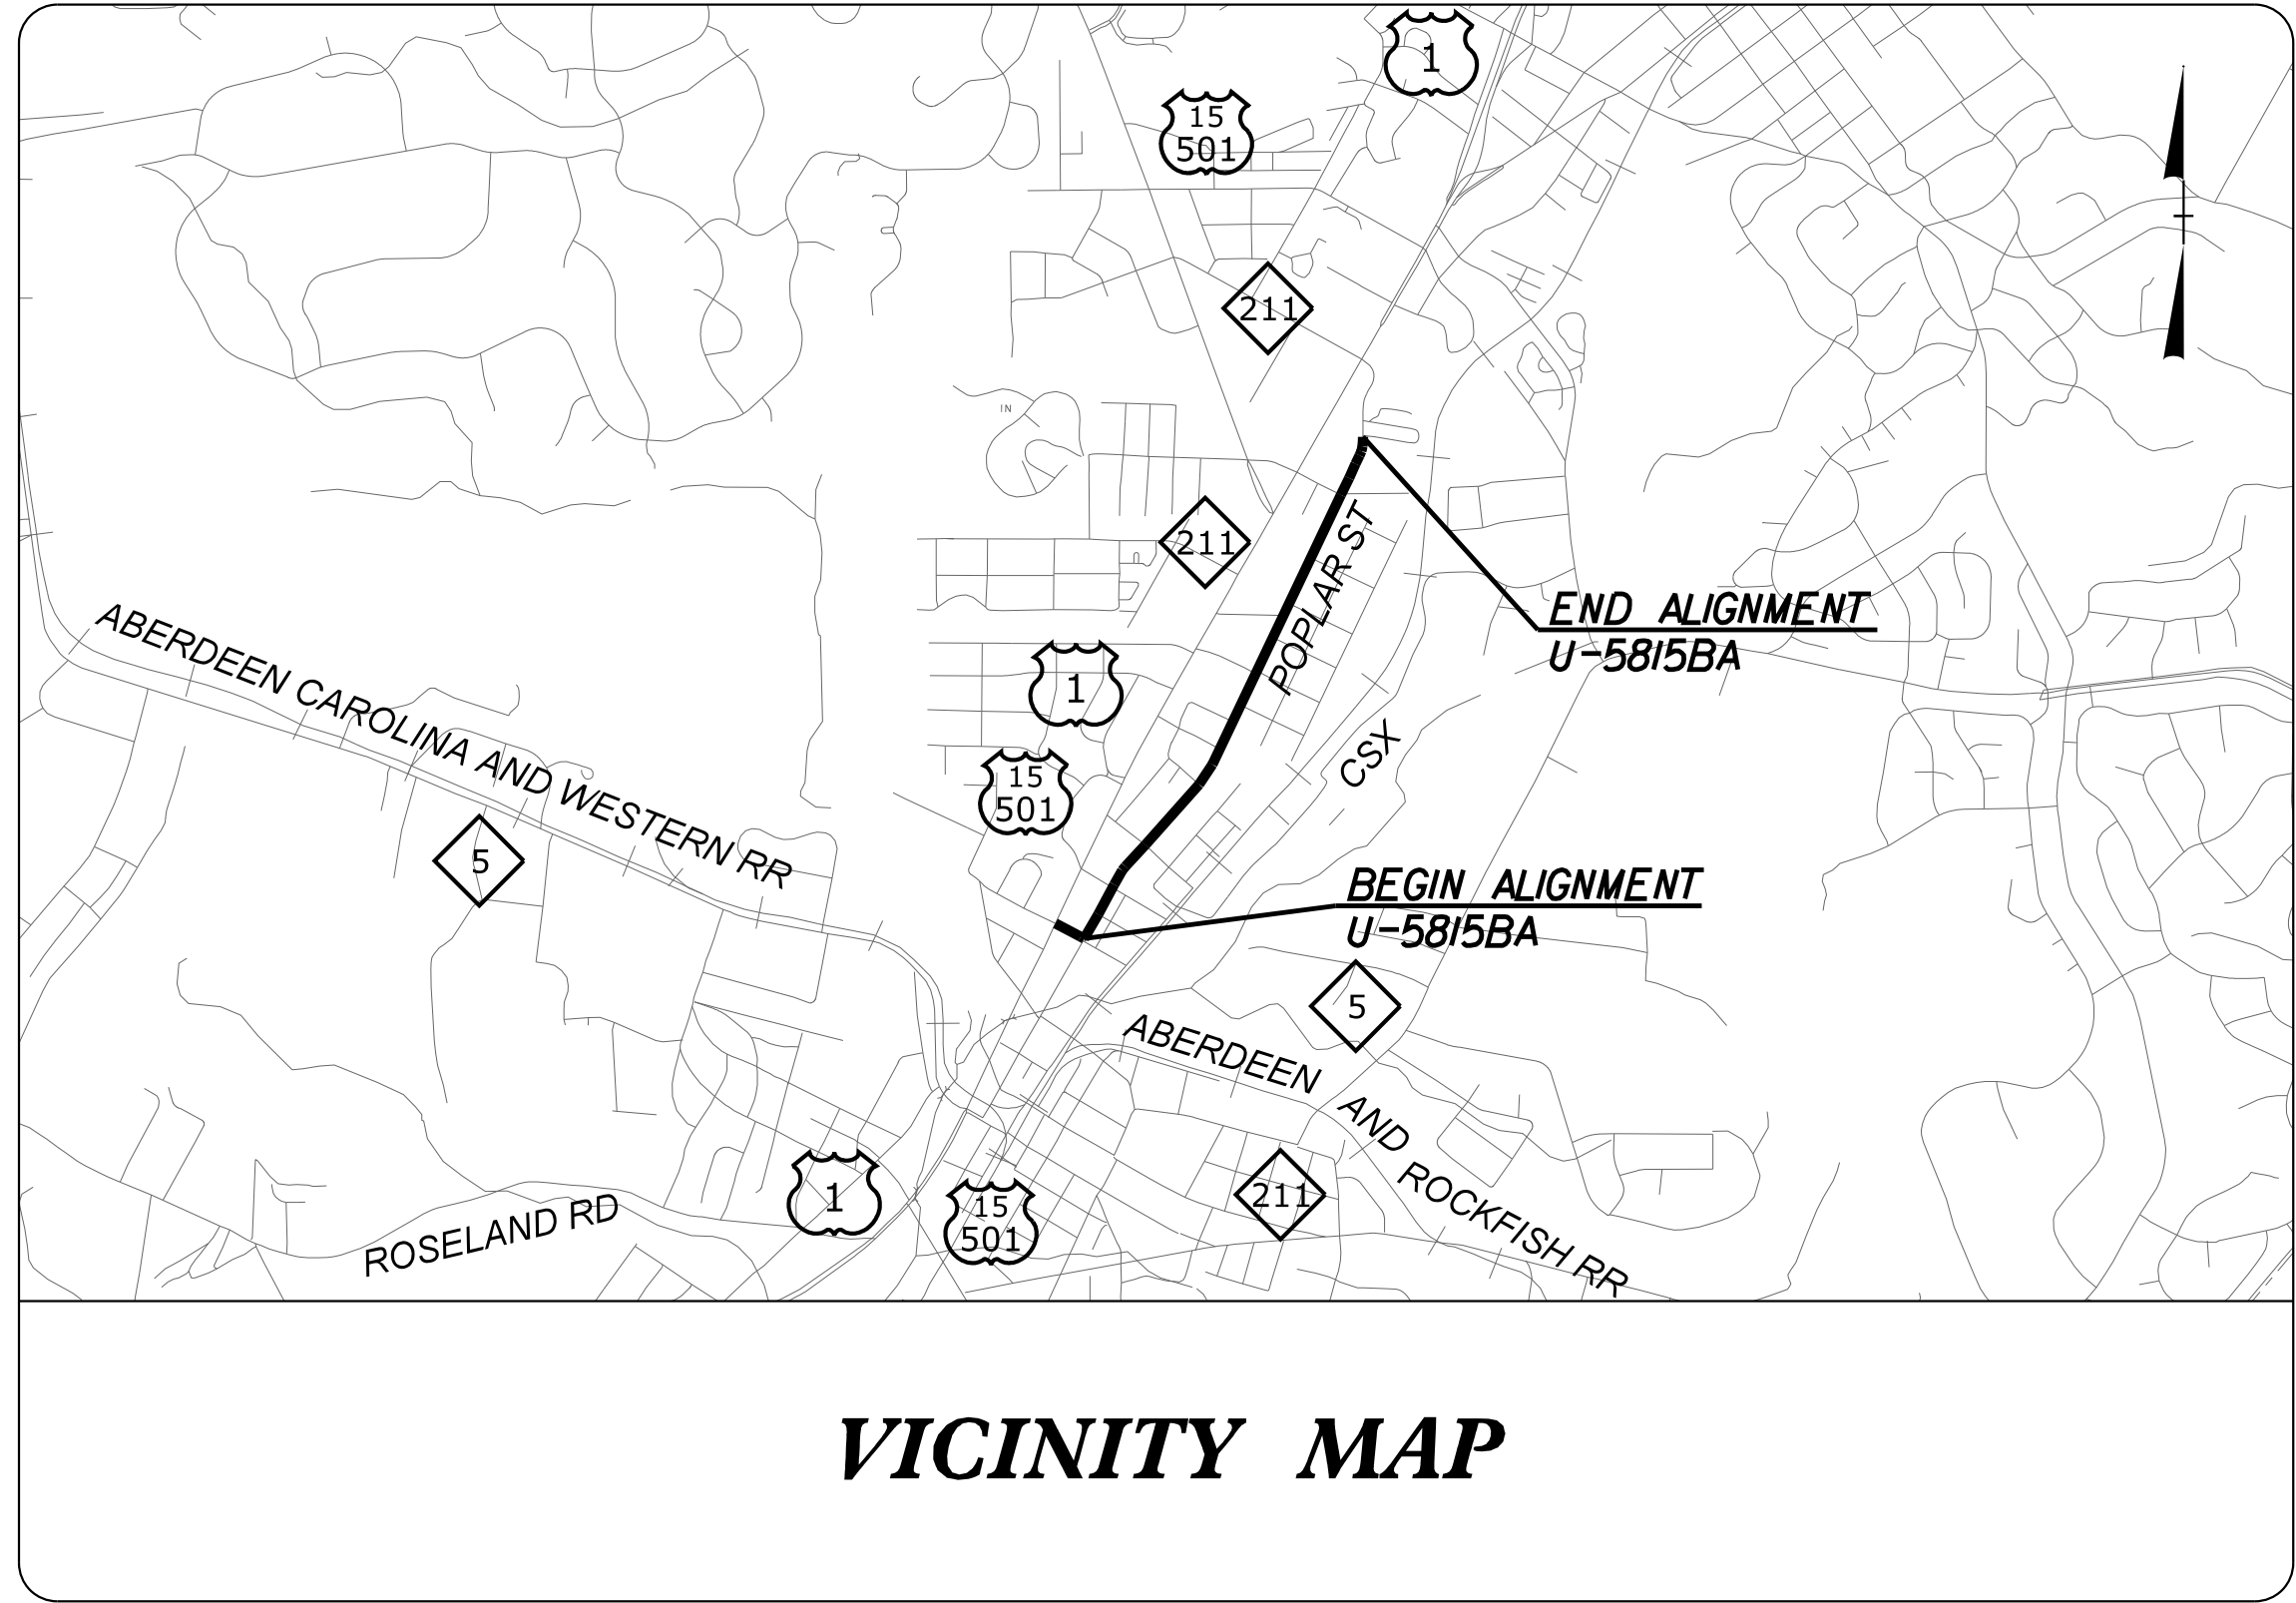 1
15
501
211
IN
211
POPLAR ST
END ALIGNMENT
U-5815BA
ABERDEEN CAROLINA AND WESTERN RR
1
CSX
15
501
5
BEGIN ALIGNMENT
U-5815BA
5
ABERDEEN AND ROCKFISH RR
1
15
501
211
ROSELAND RD
VICINITY MAP